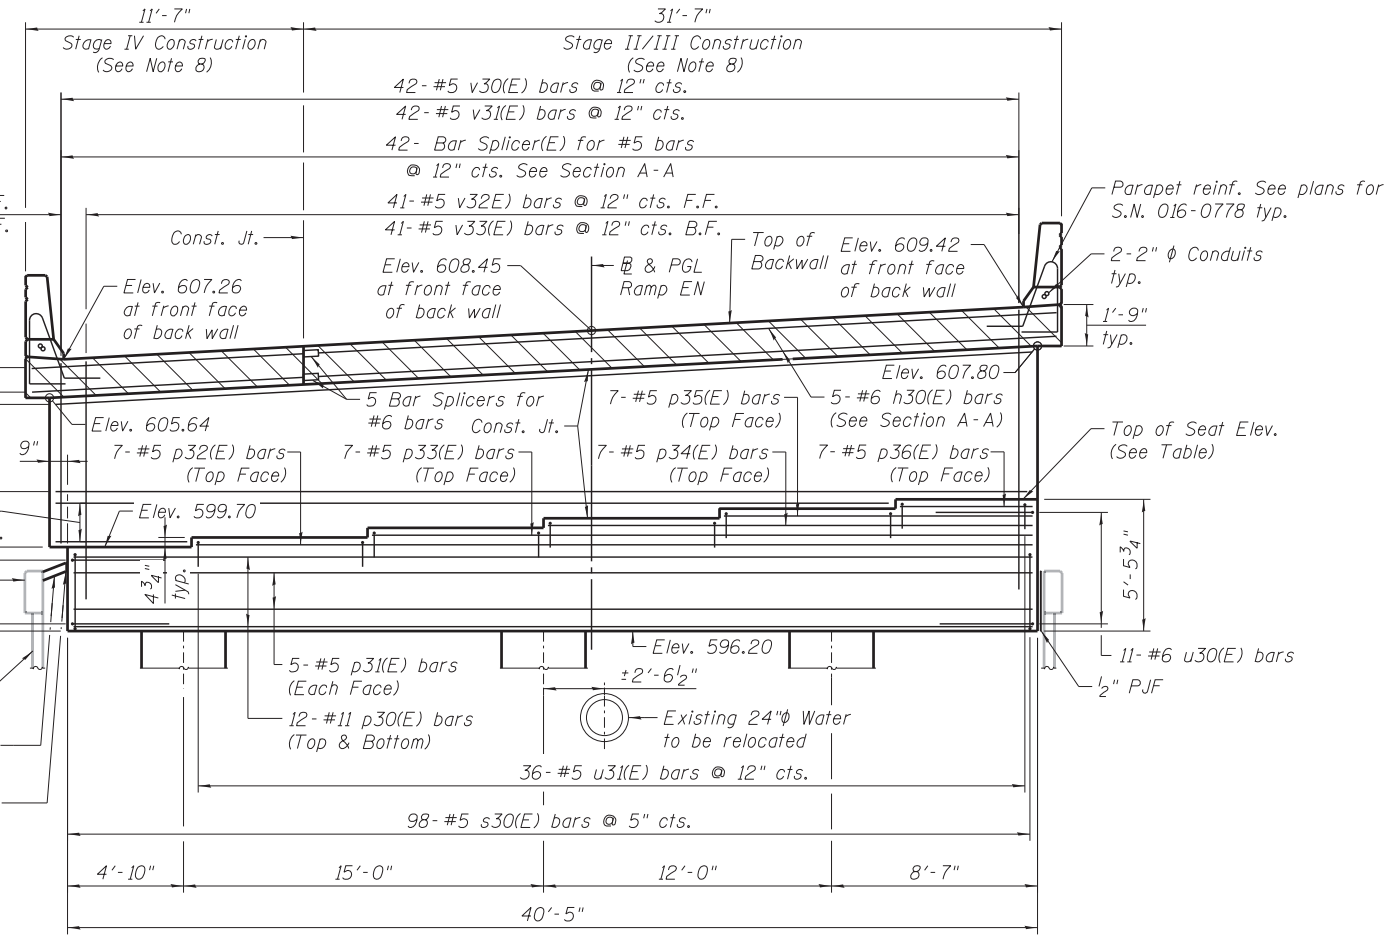 11'-7"
31'-7"
Stage IV Construction
(See Note 8)
Stage II/III Construction
(See Note 8)
42- #5 v30(E) bars @ 12" cts.
42- #5 v31(E) bars @ 12" cts.
42- Bar Splicer(E) for #5 bars
@ 12" cts. See Section A-A
F.
41- #5 v32E) bars @ 12" cts. F.F.
F.
41- #5 v33(E) bars @ 12" cts. B.F.
Const. Jt.
Parapet reinf. See plans for
S.N. 016-0778 typ.
Elev. 607.26
at front face
of back wall
Elev. 608.45
at front face
of back wall
℄ & PGL
Ramp EN
Top of
Backwall
Elev. 609.42
at front face
of back wall
2-2" ϕ Conduits
typ.
1'-9"
typ.
Elev. 607.80
5 Bar Splicers for
#6 bars
Const. Jt.
7- #5 p35(E) bars
(Top Face)
5- #6 h30(E) bars
(See Section A-A)
Elev. 605.64
9"
7- #5 p32(E) bars
(Top Face)
7- #5 p33(E) bars
(Top Face)
7- #5 p34(E) bars
(Top Face)
7- #5 p36(E) bars
(Top Face)
Top of Seat Elev.
(See Table)
Elev. 599.70
4 3/4"
typ.
5'-5 3/4"
Elev. 596.20
5- #5 p31(E) bars
(Each Face)
±2'-6 1/2"
11- #6 u30(E) bars
1/2" PJF
12- #11 p30(E) bars
(Top & Bottom)
Existing 24"ϕ Water
to be relocated
36- #5 u31(E) bars @ 12" cts.
98- #5 s30(E) bars @ 5" cts.
4'-10"
15'-0"
12'-0"
8'-7"
40'-5"